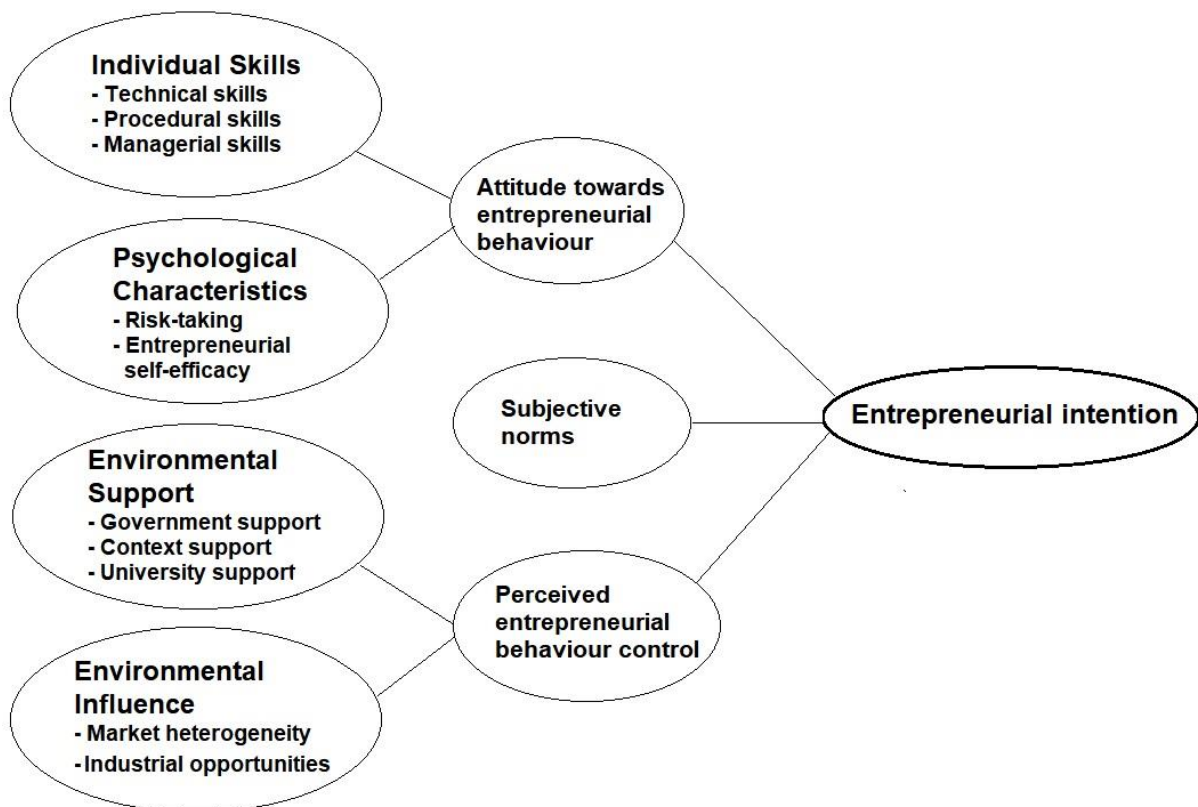 Individual Skills
- Technical skills
- Procedural skills
- Managerial skills
Psychological
Characteristics
- Risk-taking
- Entrepreneurial
self-efficacy
Environmental
Support
- Government support
- Context support
- University support
Environmental
Influence
- Market heterogeneity
- Industrial opportunities
Attitude towards
entrepreneurial
behaviour
Subjective
norms
Perceived
entrepreneurial
behaviour control
Entrepreneurial intention